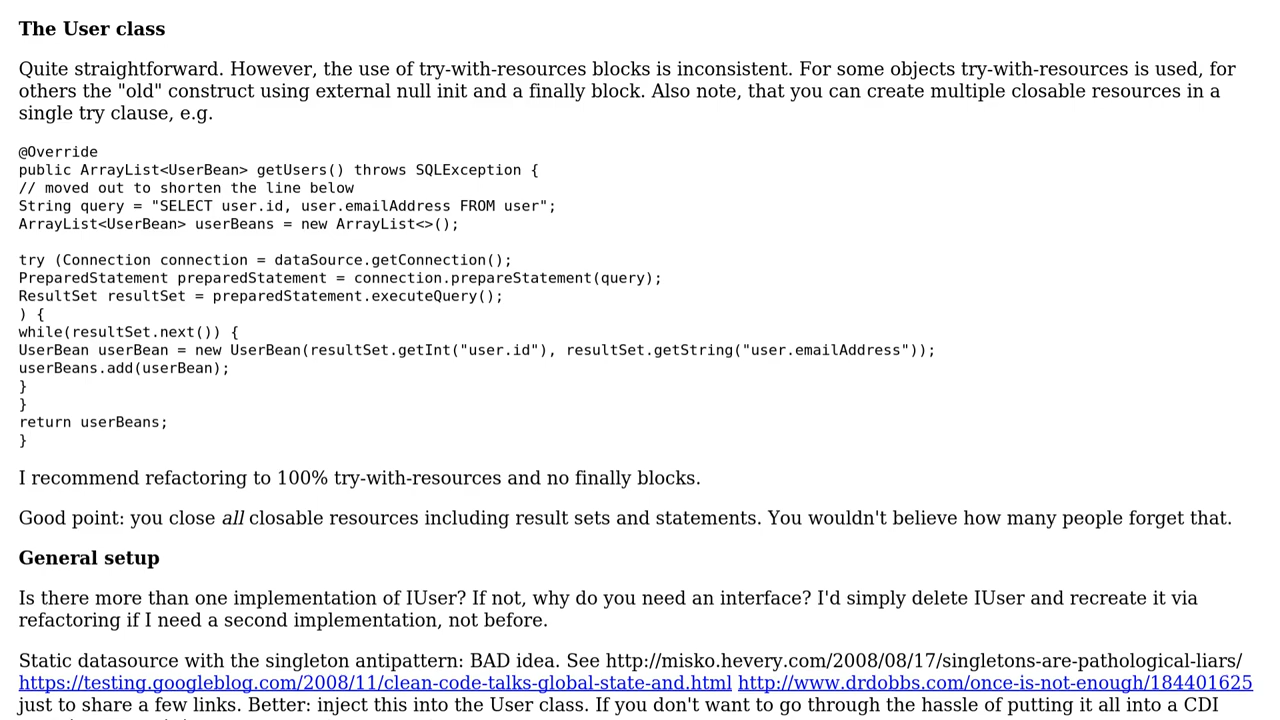 The User class
Quite straightforward. However, the use of try-with-resources blocks is inconsistent. For some objects try-with-resources is used, for
others the "old" construct using external null init and a finally block. Also note, that you can create multiple closable resources in a
single try clause, e.g.
@Override
public ArrayList<UserBean> getUsers() throws SQLException {
// moved out to shorten the line below
String query = "SELECT user.id, user.emailAddress FROM user";
ArrayList<UserBean> userBeans = new ArrayList<>();
try (Connection connection = dataSource.getConnection();
PreparedStatement preparedStatement = connection.prepareStatement(query);
ResultSet resultSet = preparedStatement.executeQuery();
) {
while(resultSet.next()) {
UserBean userBean = new UserBean(resultSet.getInt("user.id"), resultSet.getString("user.emailAddress"));
userBeans.add(userBean);
}
}
return userBeans;
}
I recommend refactoring to 100% try-with-resources and no finally blocks.
Good point: you close all closable resources including result sets and statements. You wouldn't believe how many people forget that.
General setup
Is there more than one implementation of IUser? If not, why do you need an interface? I'd simply delete IUser and recreate it via
refactoring if I need a second implementation, not before.
Static datasource with the singleton antipattern: BAD idea. See http://misko.hevery.com/2008/08/17/singletons-are-pathological-liars/
https://testing.googleblog.com/2008/11/clean-code-talks-global-state-and.html http://www.drdobbs.com/once-is-not-enough/184401625
just to share a few links. Better: inject this into the User class. If you don't want to go through the hassle of putting it all into a CDI